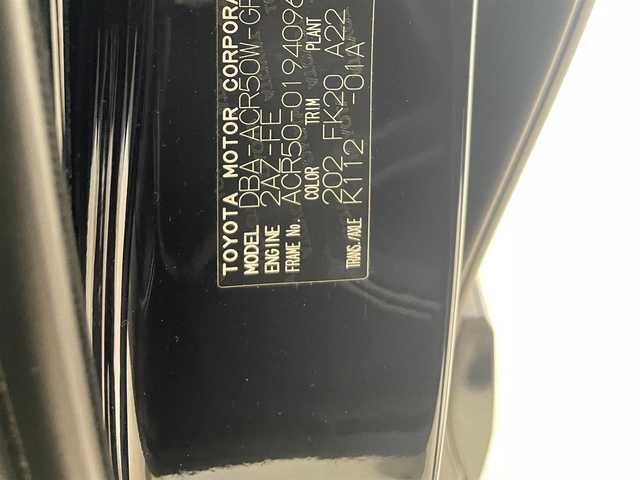 TOYOTA MOTOR CORPORA
MODEL DBA-ACR50W-GF
ENGINE 2AZ-FE
FRAME No. ACR50-0194096
COLOR TRIM PLANT
202 FK20 A22
TRANS./AXLE K112 -01A